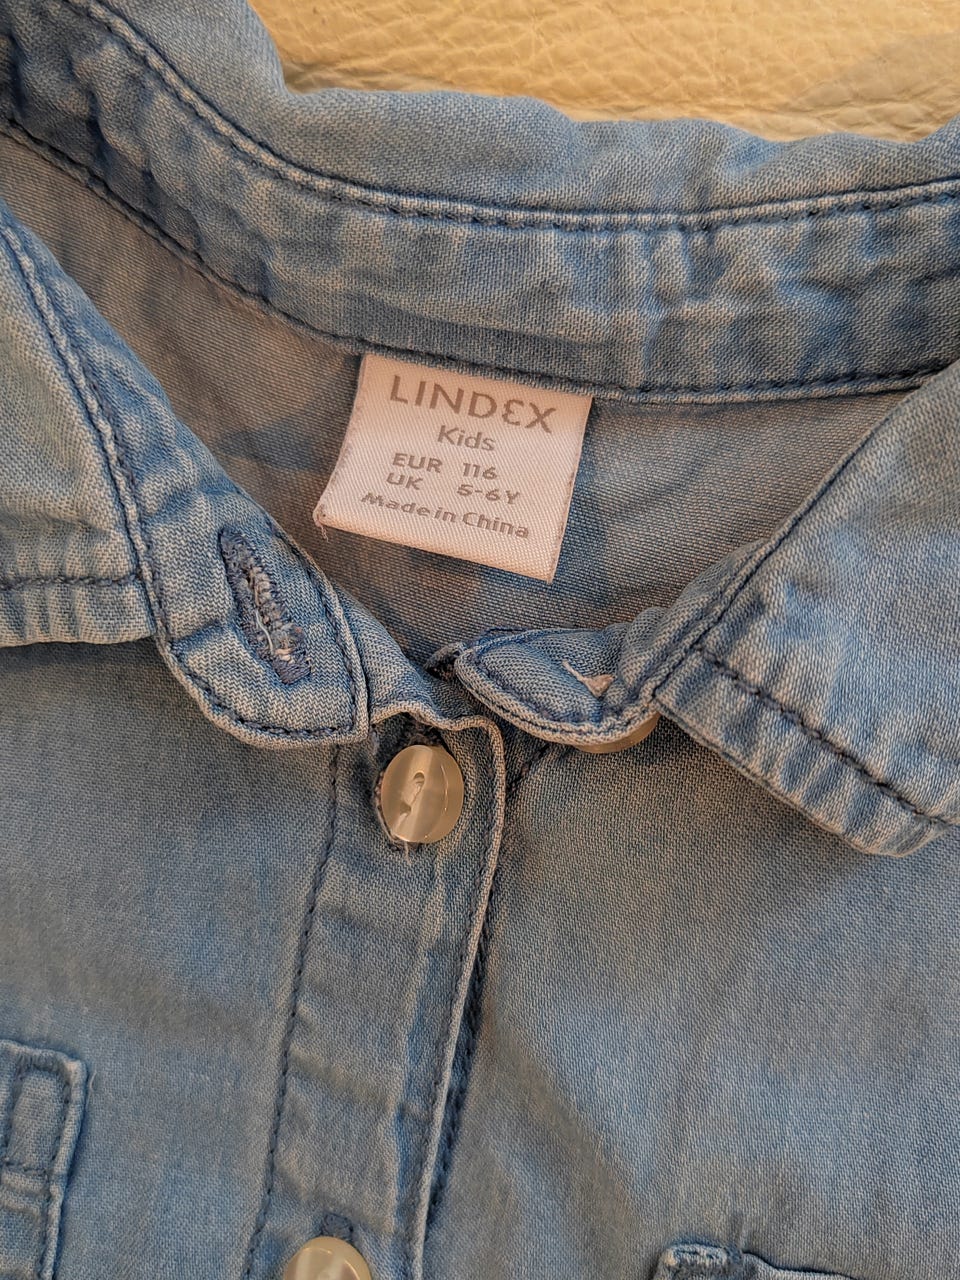 LINDEX
Kids
EUR 116
UK 5-6Y
Made in China